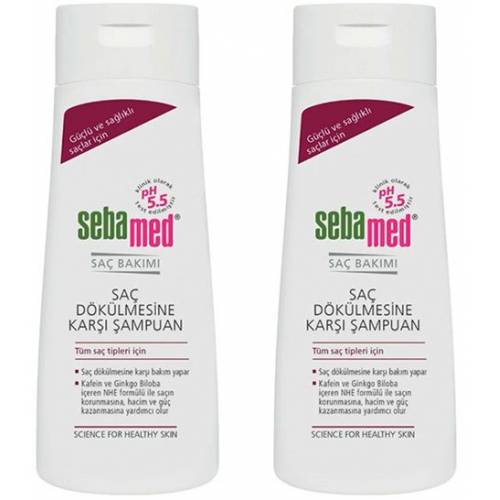 Güçlü ve sağlıklı
saçlar için
klinik olarak
pH
5.5
test edilmiştir
sebamed®
SAÇ BAKIMI
SAÇ
DÖKÜLMESİNE
KARŞI ŞAMPUAN
Tüm saç tipleri için
• Saç dökülmesine karşı bakım yapar
• Kafein ve Ginkgo Biloba
içeren NHE formülü ile saçın
korunmasına, hacim ve güç
kazanmasına yardımcı olur
SCIENCE FOR HEALTHY SKIN
Güçlü ve sağlıklı
saçlar için
klinik olarak
pH
5.5
test edilmiştir
sebamed®
SAÇ BAKIMI
SAÇ
DÖKÜLMESİNE
KARŞI ŞAMPUAN
Tüm saç tipleri için
• Saç dökülmesine karşı bakım yapar
• Kafein ve Ginkgo Biloba
içeren NHE formülü ile saçın
korunmasına, hacim ve güç
kazanmasına yardımcı olur
SCIENCE FOR HEALTHY SKIN